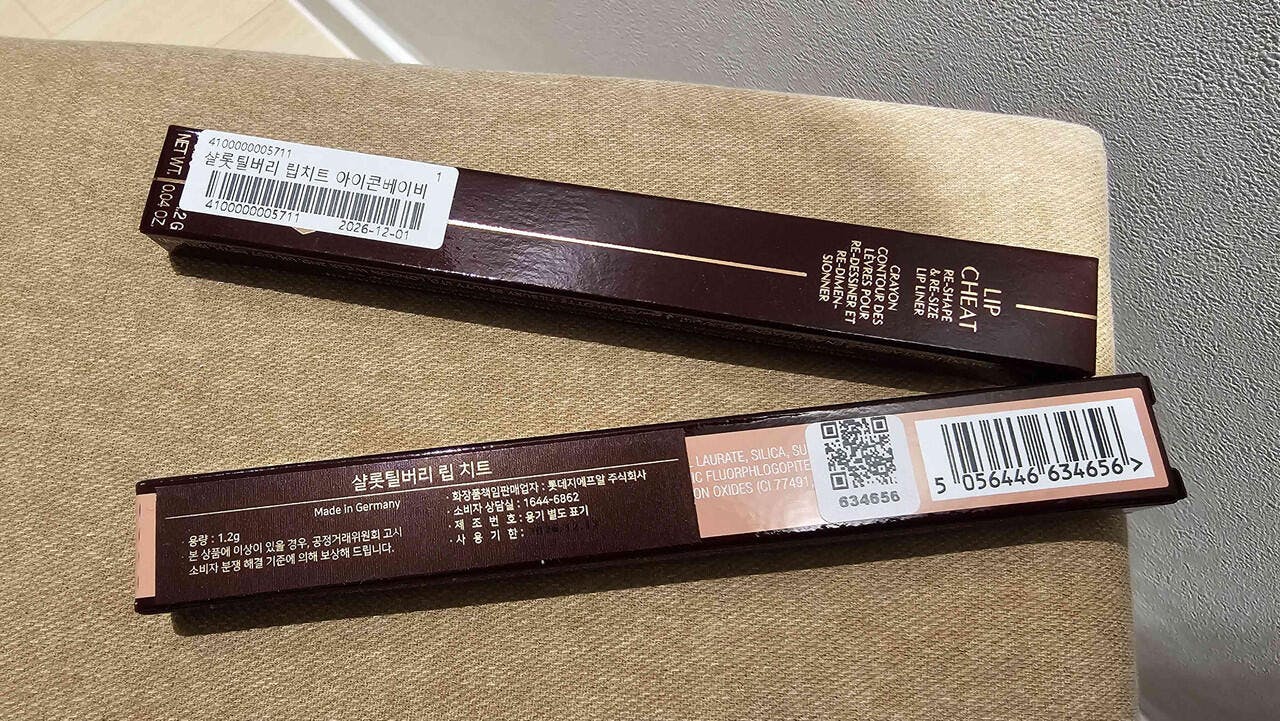 4100000005711
1
샬롯틸버리 립치트 아이콘베이비
4100000005711
2026-12-01
NET WT.
0.04 OZ
LIP
CHEAT
RE-SHAPE
& RE-SIZE
LIP LINER
CRAYON
CONTOUR DES
LÈVRES POUR
RE-DESSINER ET
RE-DIMEN-
SIONNER
샬롯틸버리 립 치트
Made in Germany
용량 : 1.2g
본 상품에 이상이 있을 경우, 공정거래위원회 고시
소비자 분쟁 해결 기준에 의해 보상해 드립니다.
· 화장품책임판매업자 : 롯데지에프알 주식회사
· 소비자 상담실 : 1644-6862
· 제 조 번 호 : 용기 별도 표기
· 사 용 기 한 :
LAURATE, SILICA, SU
IC FLUORPHLOGOPITE
ON OXIDES (CI 77491,
634656
5 056446 634656 >